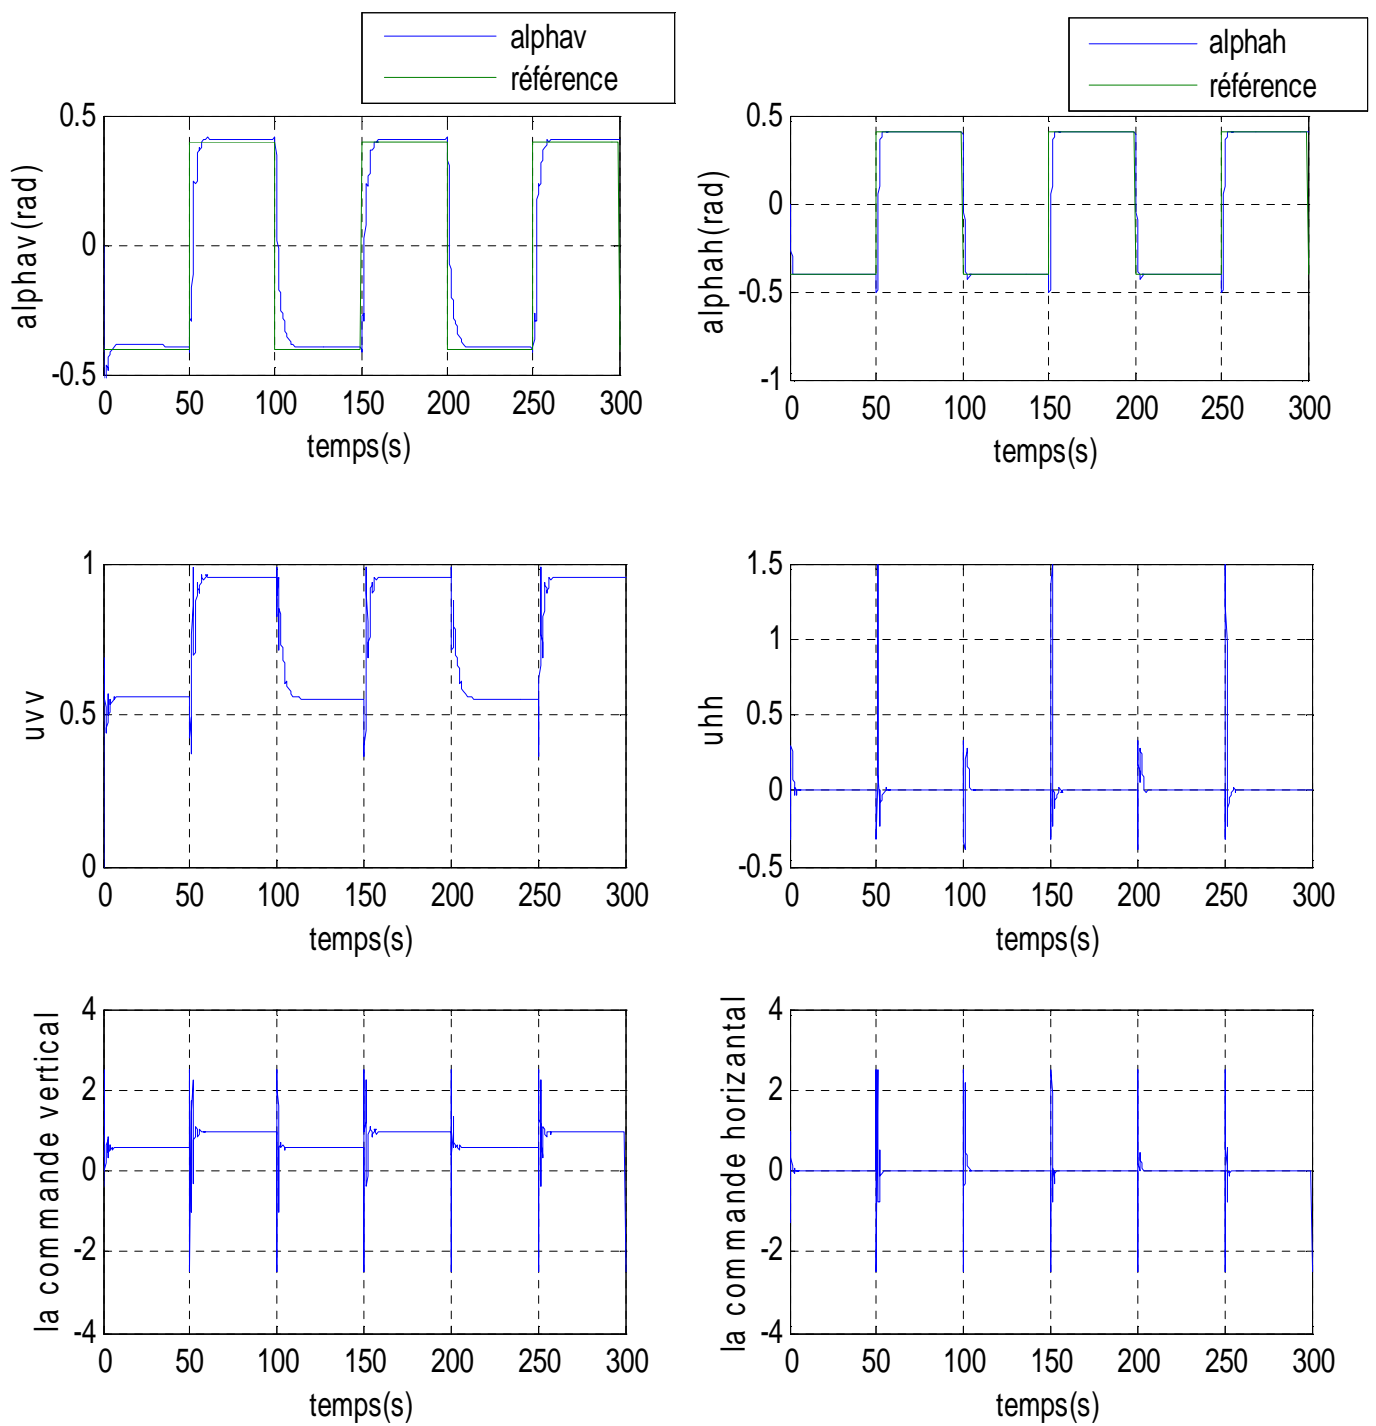 alphav
référence
alphah
référence
0.5
0
-0.5
alphav(rad)
0 50 100 150 200 250 300
temps(s)
0.5
0
-0.5
-1
alphah(rad)
0 50 100 150 200 250 300
temps(s)
1
0.5
0
uvv
0 50 100 150 200 250 300
temps(s)
1.5
1
0.5
0
-0.5
uhh
0 50 100 150 200 250 300
temps(s)
4
2
0
-2
-4
la commande vertical
0 50 100 150 200 250 300
temps(s)
4
2
0
-2
-4
la commande horizantal
0 50 100 150 200 250 300
temps(s)